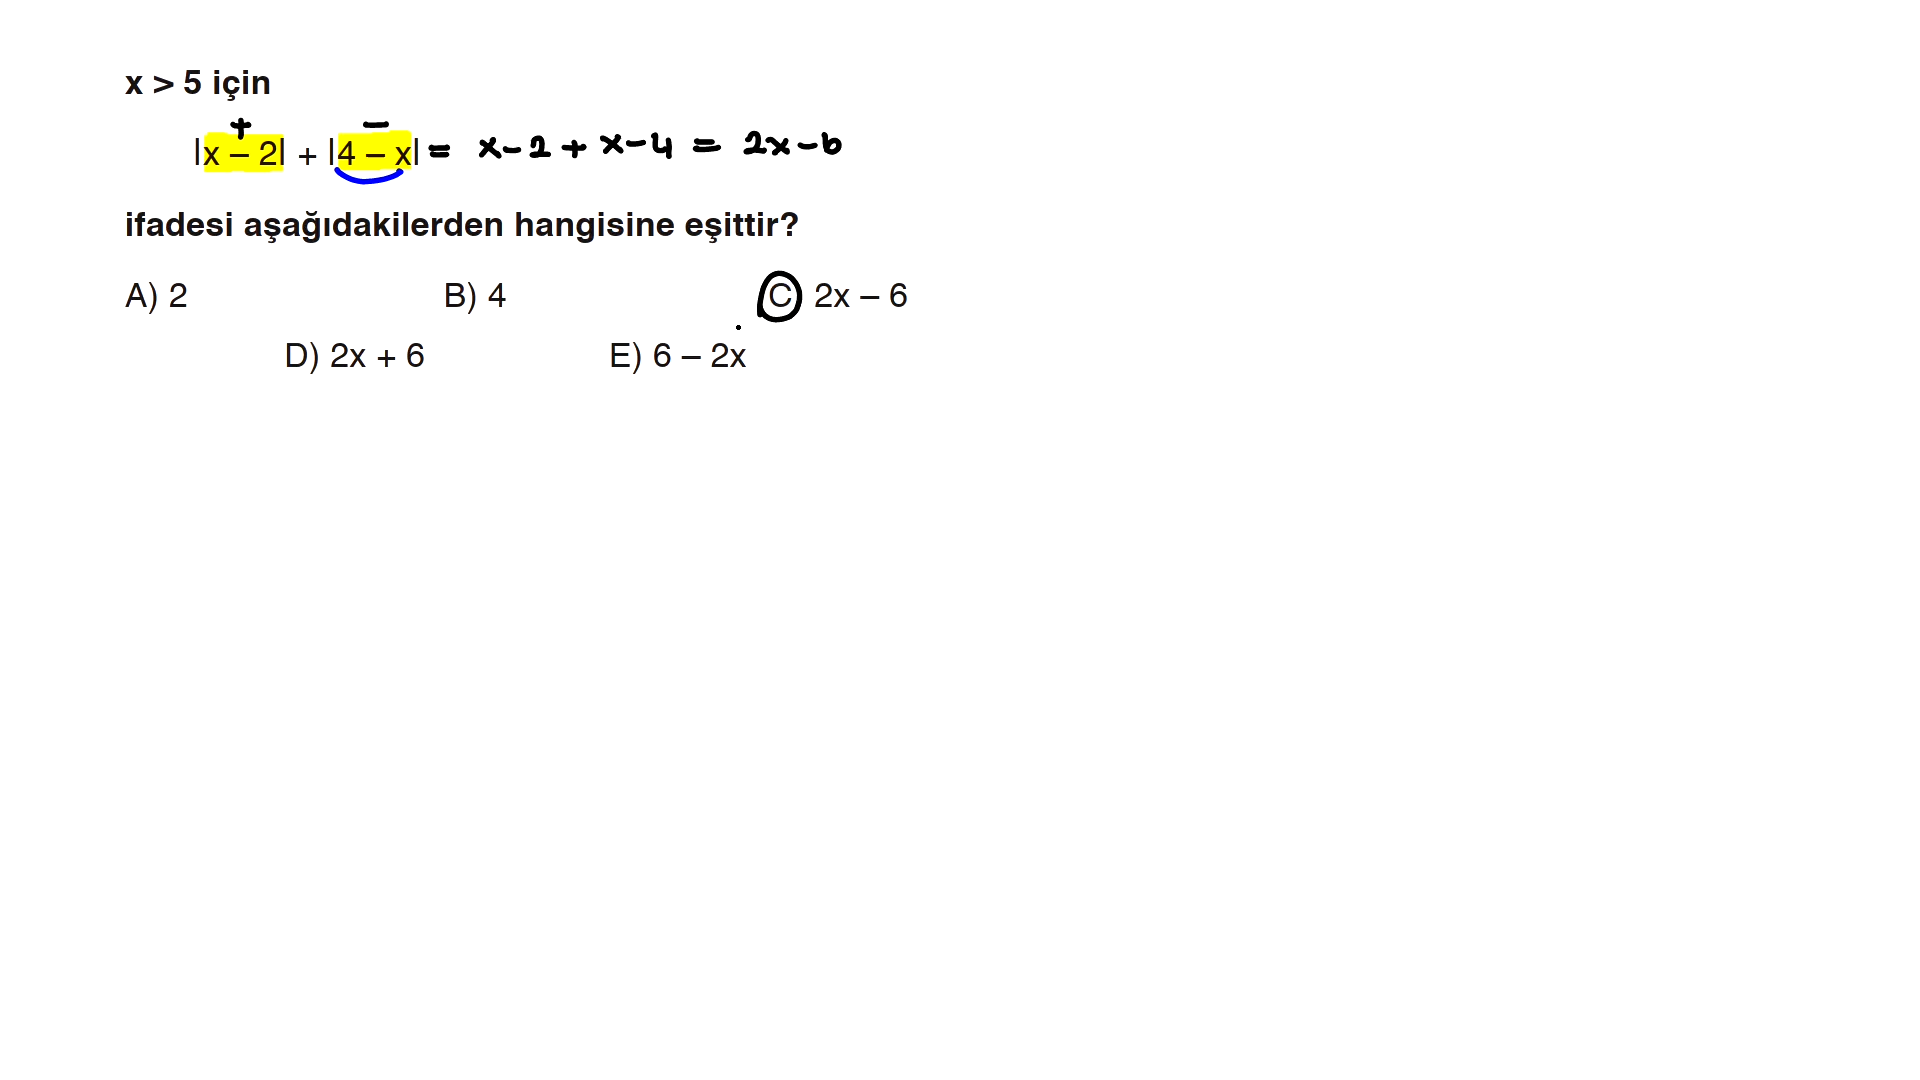 x > 5 için
+ −
|x – 2| + |4 – x| = x - 2 + x - 4 = 2x - 6
ifadesi aşağıdakilerden hangisine eşittir?
A) 2 B) 4 C) 2x – 6
D) 2x + 6 E) 6 – 2x